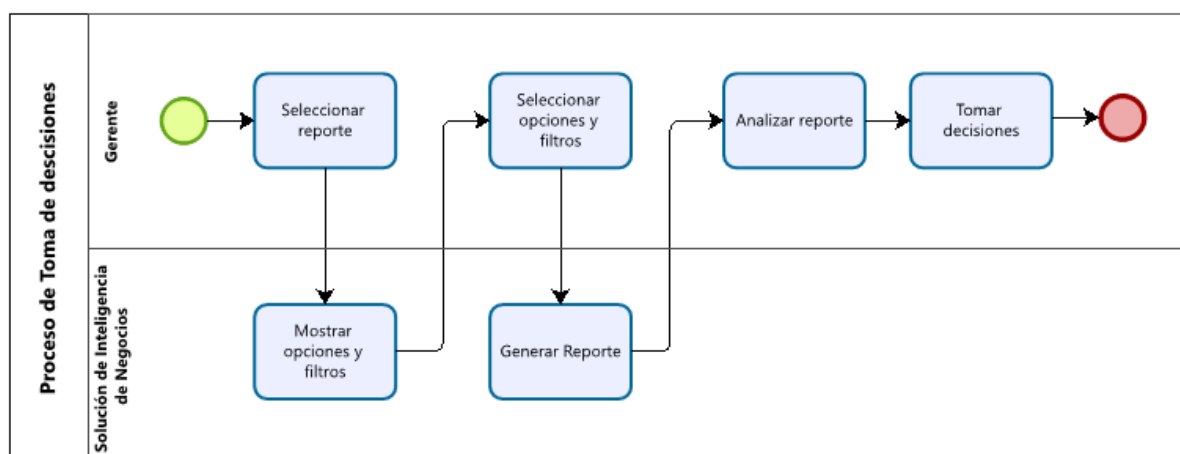 Proceso de Toma de descisiones
Gerente
Seleccionar
reporte
Seleccionar
opciones y
filtros
Analizar reporte
Tomar
decisiones
Solución de Inteligencia
de Negocios
Mostrar
opciones y
filtros
Generar Reporte